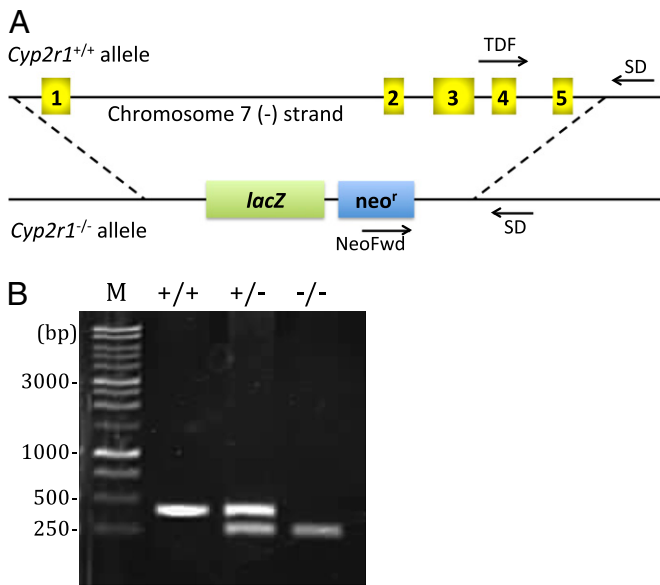 A
Cyp2r1+/+ allele
TDF
SD
1
2
3
4
5
Chromosome 7 (-) strand
lacZ
neoʳ
Cyp2r1-/- allele
NeoFwd
SD
B
M +/+ +/- -/-
(bp)
3000-
1000-
500-
250-